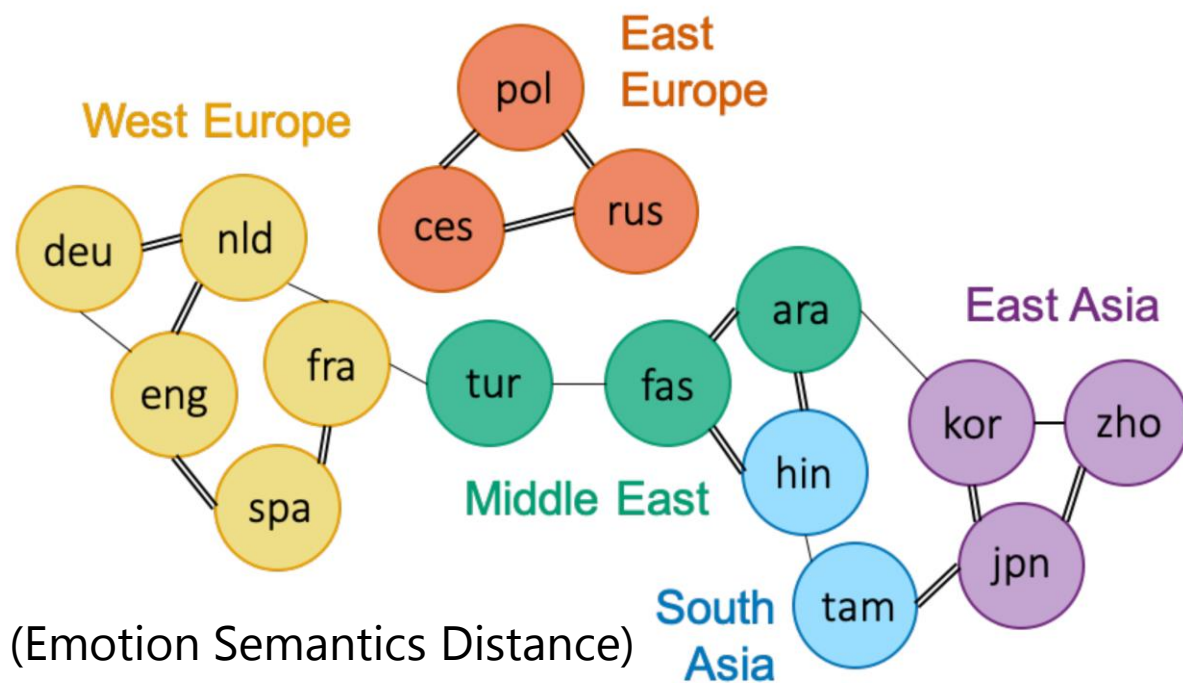 East
Europe
pol
West Europe
ces
rus
deu
nld
eng
fra
spa
tur
fas
ara
Middle East
East Asia
kor
zho
hin
jpn
South
Asia
tam
(Emotion Semantics Distance)